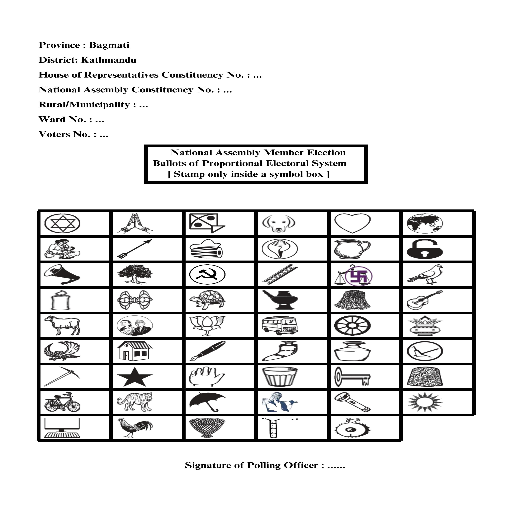 Province : Bagmati
District: Kathmandu
House of Representatives Constituency No. : ...
National Assembly Constituency No. : ...
Rural/Municipality : ...
Ward No. : ...
Voters No. : ...
National Assembly Member Election
Ballots of Proportional Electoral System
[ Stamp only inside a symbol box ]
Signature of Polling Officer : ......